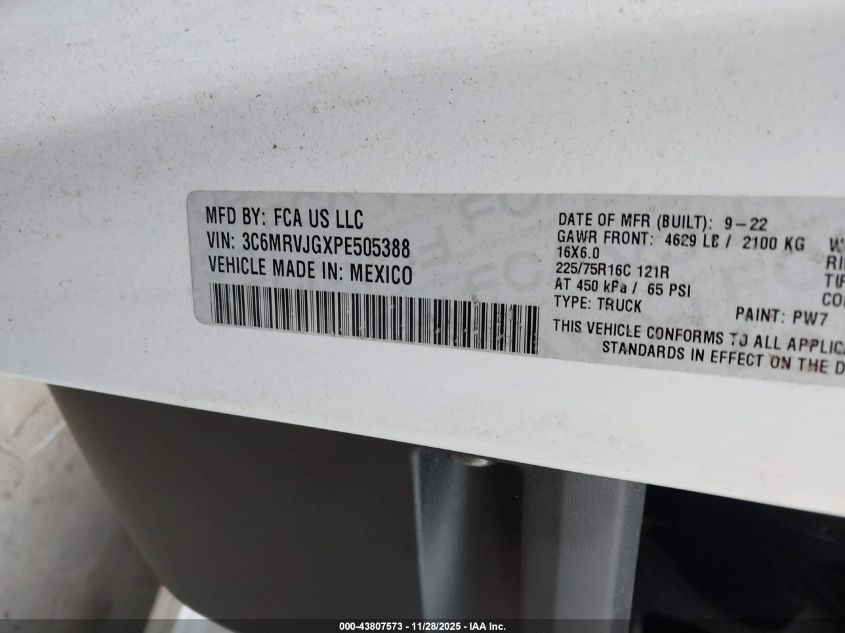 MFD BY: FCA US LLC
VIN: 3C6MRVJGXPE505388
VEHICLE MADE IN: MEXICO
DATE OF MFR (BUILT): 9-22
GAWR FRONT: 4629 LB / 2100 KG
16X6.0
225/75R16C 121R
AT 450 kPa / 65 PSI
TYPE: TRUCK
PAINT: PW7
THIS VEHICLE CONFORMS TO ALL APPLICA
STANDARDS IN EFFECT ON THE D
000-43807573 | 11/28/2025 - IAA Inc.